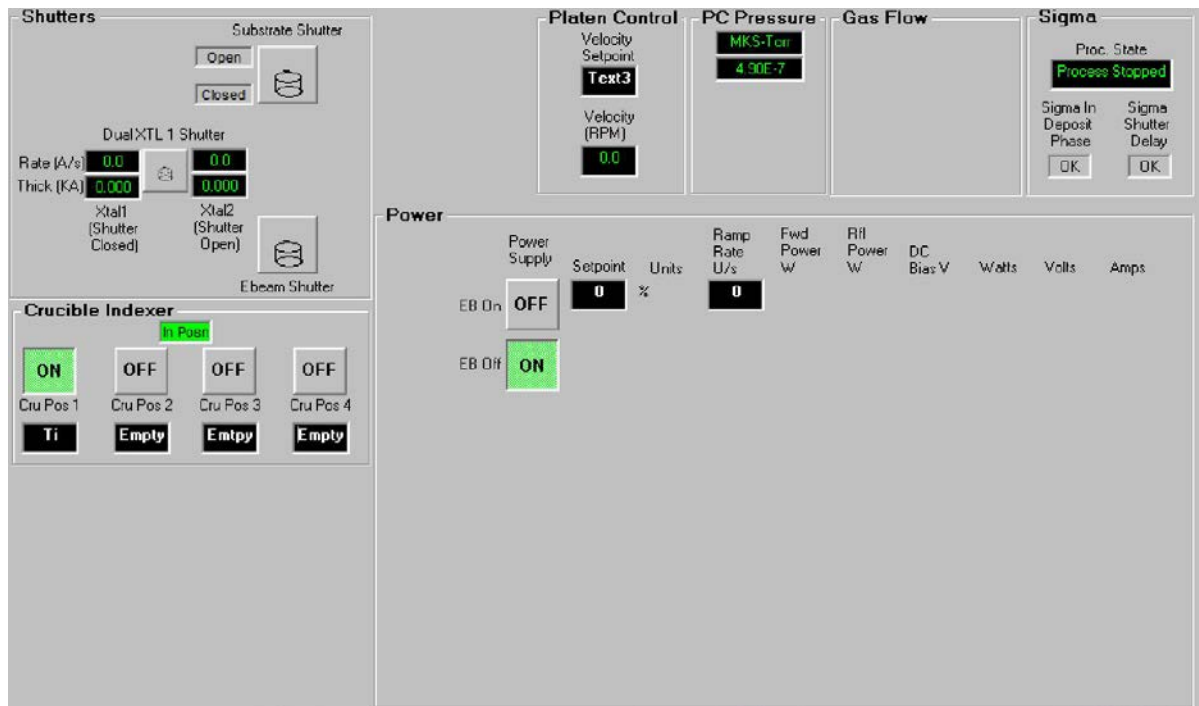 Shutters
Substrate Shutter
Open
Closed
Dual XTL 1 Shutter
Rate (A/s) 0.0 0.0
Thick (KA) 0.000 0.000
Xtal1
(Shutter
Closed)
Xtal2
(Shutter
Open)
Ebeam Shutter
Crucible Indexer
In Posn
ON OFF OFF OFF
Cru Pos 1 Cru Pos 2 Cru Pos 3 Cru Pos 4
Ti Empty Emtpy Empty
Platen Control
Velocity
Setpoint
Text3
Velocity
(RPM)
0.0
PC Pressure
MKS-Torr
4.90E-7
Gas Flow
Sigma
Proc. State
Process Stopped
Sigma In
Deposit
Phase
OK
Sigma
Shutter
Delay
OK
Power
Power
Supply
Setpoint
Units
Ramp
Rate
U/s
Fwd
Power
W
Rfl
Power
W
DC
Bias V
Watts
Volts
Amps
EB On OFF 0 % 0
EB Off ON